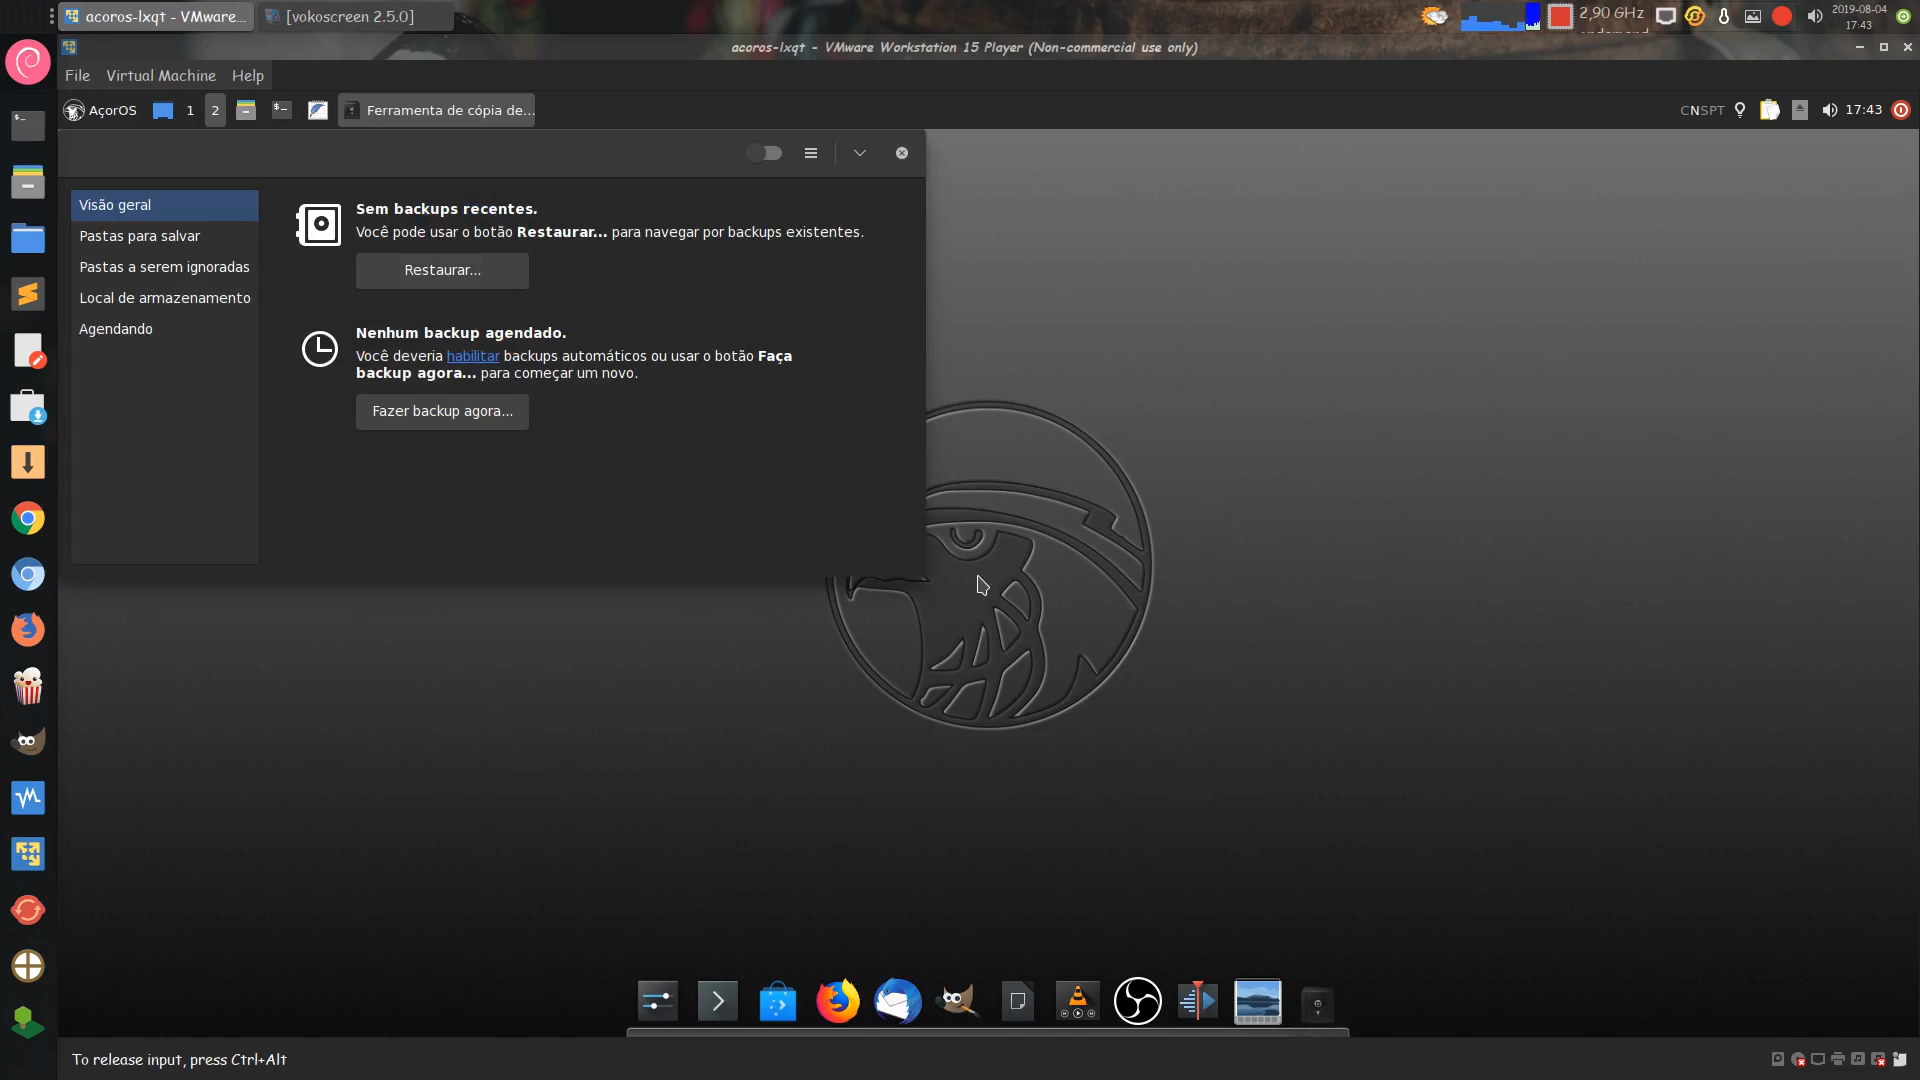 acoros-lxqt - VMware...
[vokoscreen 2.5.0]
2,90 GHz
ondemand
2019-08-04
17:43
acoros-lxqt - VMware Workstation 15 Player (Non-commercial use only)
File Virtual Machine Help
AçorOS
1
2
Ferramenta de cópia de...
CNSPT
17:43
Visão geral
Pastas para salvar
Pastas a serem ignoradas
Local de armazenamento
Agendando
Sem backups recentes.
Você pode usar o botão Restaurar... para navegar por backups existentes.
Restaurar...
Nenhum backup agendado.
Você deveria habilitar backups automáticos ou usar o botão Faça
backup agora... para começar um novo.
Fazer backup agora...
To release input, press Ctrl+Alt